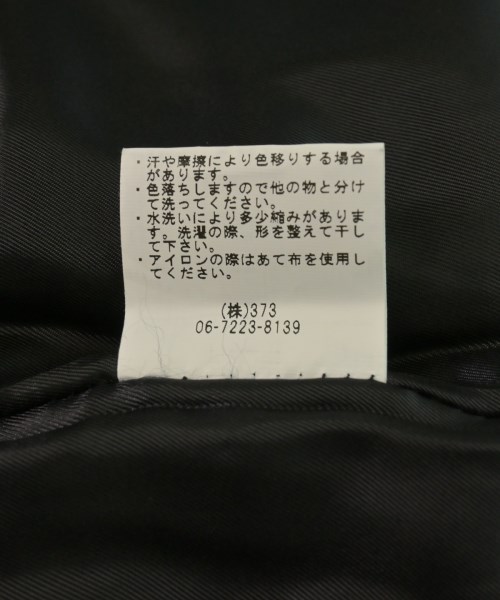 ・汗や摩擦により色移りする場合
があります。
・色落ちしますので他の物と分け
て洗ってください。
・水洗いにより多少縮みがありま
す。洗濯の際、形を整えて干し
て下さい。
・アイロンの際はあて布を使用し
てください。
(株)373
06-7223-8139